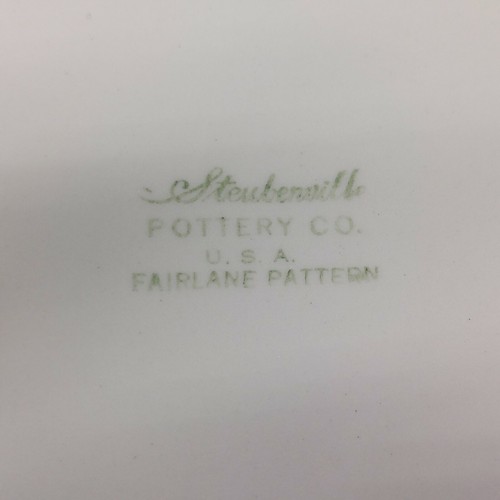 Steubenville
POTTERY CO.
U. S. A.
FAIRLANE PATTERN